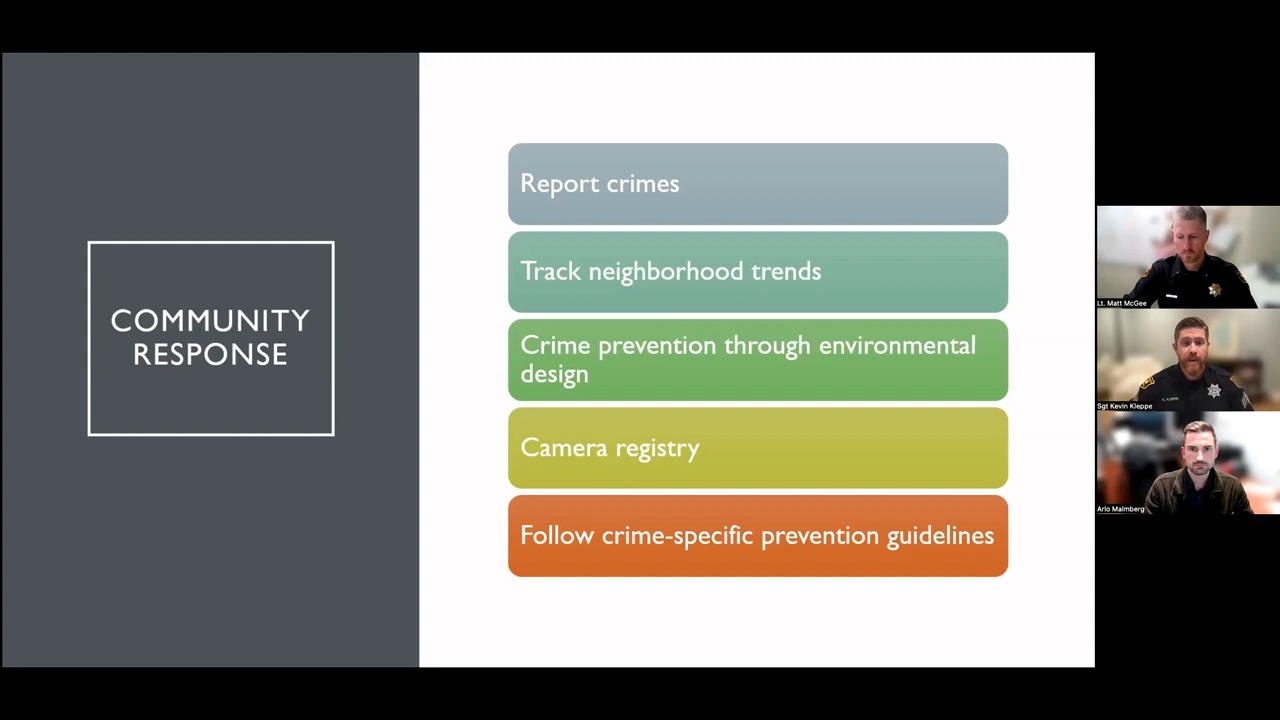 COMMUNITY
RESPONSE
Report crimes
Track neighborhood trends
Crime prevention through environmental
design
Camera registry
Follow crime-specific prevention guidelines
Lt. Matt McGee
Sgt Kevin Kleppe
Arlo Malmberg